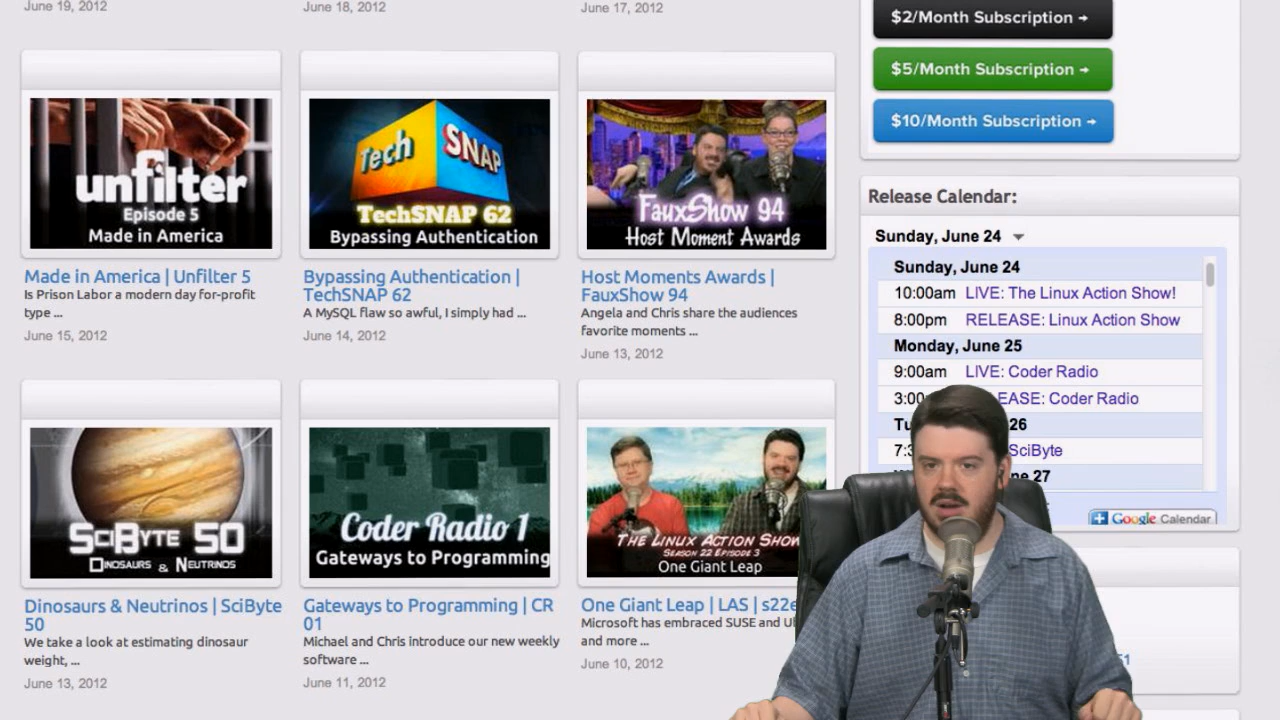 June 19, 2012
June 18, 2012
June 17, 2012
$2/Month Subscription →
$5/Month Subscription →
$10/Month Subscription →
unfilter
Episode 5
Made in America
Tech SNAP
TechSNAP 62
Bypassing Authentication
FauxShow 94
Host Moments Awards
Made in America | Unfilter 5
Is Prison Labor a modern day for-profit
type ...
June 15, 2012
Bypassing Authentication |
TechSNAP 62
A MySQL flaw so awful, I simply had ...
June 14, 2012
Host Moments Awards |
FauxShow 94
Angela and Chris share the audiences
favorite moments ...
June 13, 2012
Release Calendar:
Sunday, June 24
Sunday, June 24
10:00am LIVE: The Linux Action Show!
8:00pm RELEASE: Linux Action Show
Monday, June 25
9:00am LIVE: Coder Radio
3:00 EASE: Coder Radio
Tu 26
7:3 SciByte
27
Google Calendar
SciByte 50
Dinosaurs & Neutrinos
Coder Radio 1
Gateways to Programming
The Linux Action Show
Season 22 Episode 3
One Giant Leap
Dinosaurs & Neutrinos | SciByte
50
We take a look at estimating dinosaur
weight, ...
June 13, 2012
Gateways to Programming | CR
01
Michael and Chris introduce our new weekly
software ...
June 11, 2012
One Giant Leap | LAS | s22e
Microsoft has embraced SUSE and
and more ...
June 10, 2012